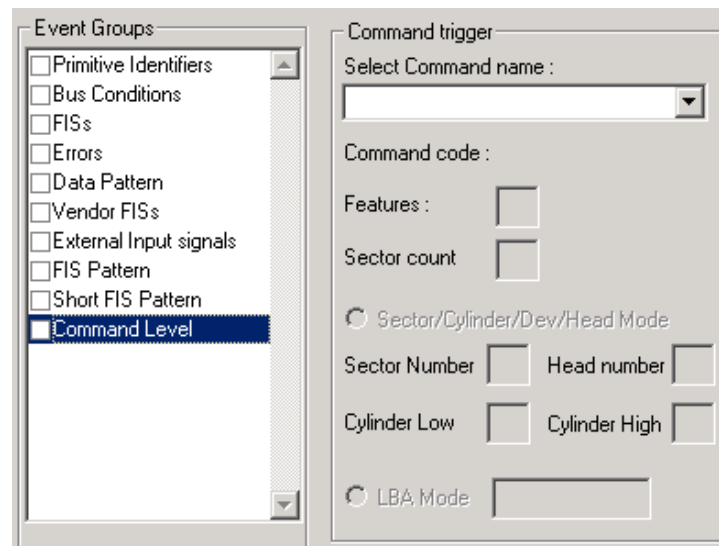 Event Groups
Primitive Identifiers
Bus Conditions
FISs
Errors
Data Pattern
Vendor FISs
External Input signals
FIS Pattern
Short FIS Pattern
Command Level
Command trigger
Select Command name :
Command code :
Features :
Sector count
Sector/Cylinder/Dev/Head Mode
Sector Number Head number
Cylinder Low Cylinder High
LBA Mode